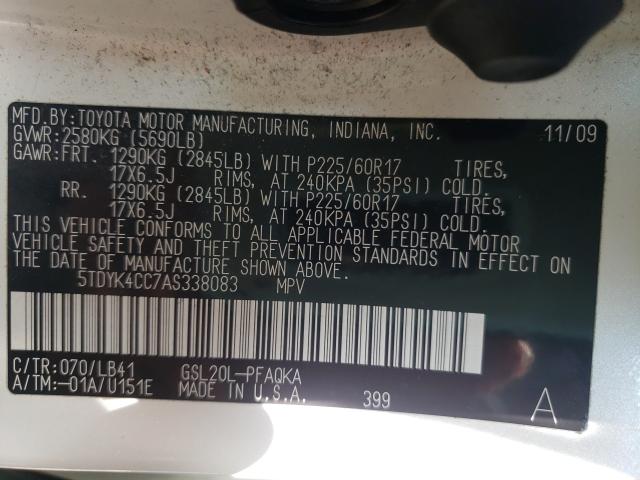 MFD.BY:TOYOTA MOTOR MANUFACTURING, INDIANA, INC. 11/09
GVWR:2580KG (5690LB)
GAWR:FRT. 1290KG (2845LB) WITH P225/60R17 TIRES,
17X6.5J RIMS, AT 240KPA (35PSI) COLD.
RR. 1290KG (2845LB) WITH P225/60R17 TIRES,
17X6.5J RIMS, AT 240KPA (35PSI) COLD.
THIS VEHICLE CONFORMS TO ALL APPLICABLE FEDERAL MOTOR
VEHICLE SAFETY AND THEFT PREVENTION STANDARDS IN EFFECT ON
THE DATE OF MANUFACTURE SHOWN ABOVE.
5TDYK4CC7AS338083 MPV
C/TR:070/LB41 GSL20L-PFAQKA
A/TM:-01A/U151E MADE IN U.S.A. 399 A